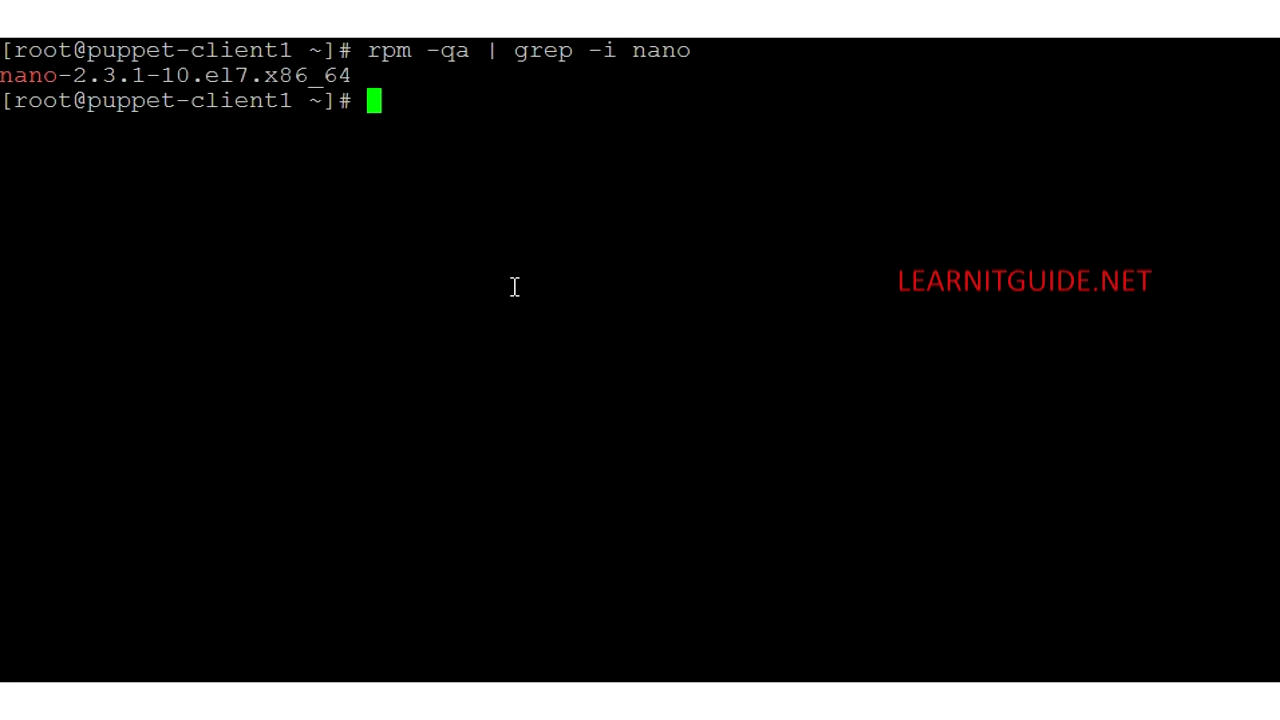 [root@puppet-client1 ~]# rpm -qa | grep -i nano
nano-2.3.1-10.el7.x86_64
[root@puppet-client1 ~]#
LEARNITGUIDE.NET